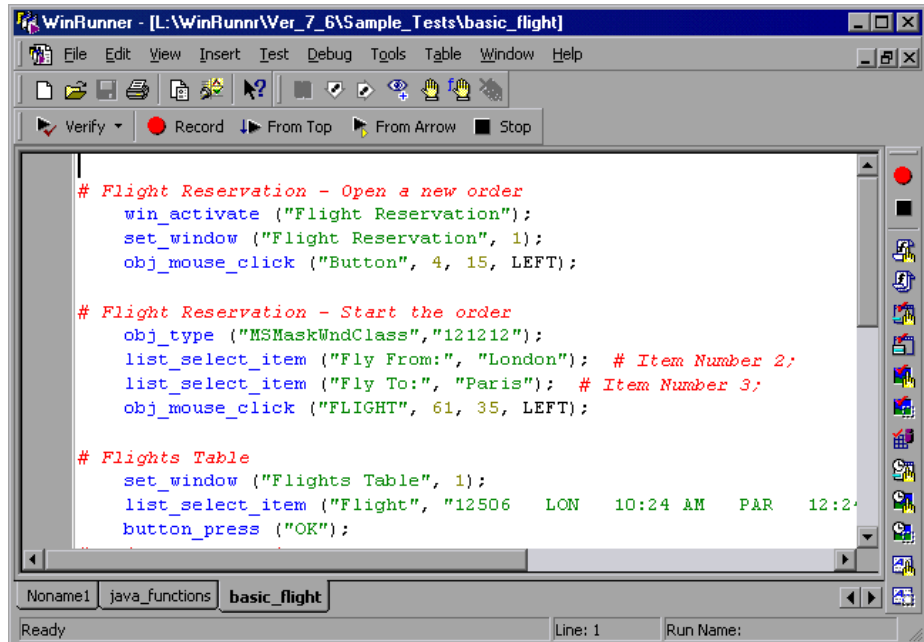 WinRunner - [L:\WinRunnr\Ver_7_6\Sample_Tests\basic_flight]
File Edit View Insert Test Debug Tools Table Window Help
Verify Record From Top From Arrow Stop
# Flight Reservation - Open a new order
win_activate ("Flight Reservation");
set_window ("Flight Reservation", 1);
obj_mouse_click ("Button", 4, 15, LEFT);
# Flight Reservation - Start the order
obj_type ("MSMaskWndClass","121212");
list_select_item ("Fly From:", "London"); # Item Number 2;
list_select_item ("Fly To:", "Paris"); # Item Number 3;
obj_mouse_click ("FLIGHT", 61, 35, LEFT);
# Flights Table
set_window ("Flights Table", 1);
list_select_item ("Flight", "12506 LON 10:24 AM PAR 12:24
button_press ("OK");
Noname1 java_functions basic_flight
Ready Line: 1 Run Name: